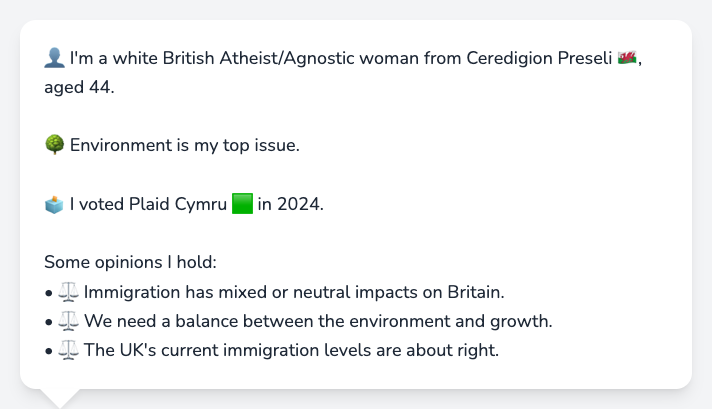 👤 I'm a white British Atheist/Agnostic woman from Ceredigion Preseli 🏴󠁧󠁢󠁷󠁬󠁳󠁿,
aged 44.
🌳 Environment is my top issue.
🗳️ I voted Plaid Cymru 🟩 in 2024.
Some opinions I hold:
• ⚖️ Immigration has mixed or neutral impacts on Britain.
• ⚖️ We need a balance between the environment and growth.
• ⚖️ The UK's current immigration levels are about right.